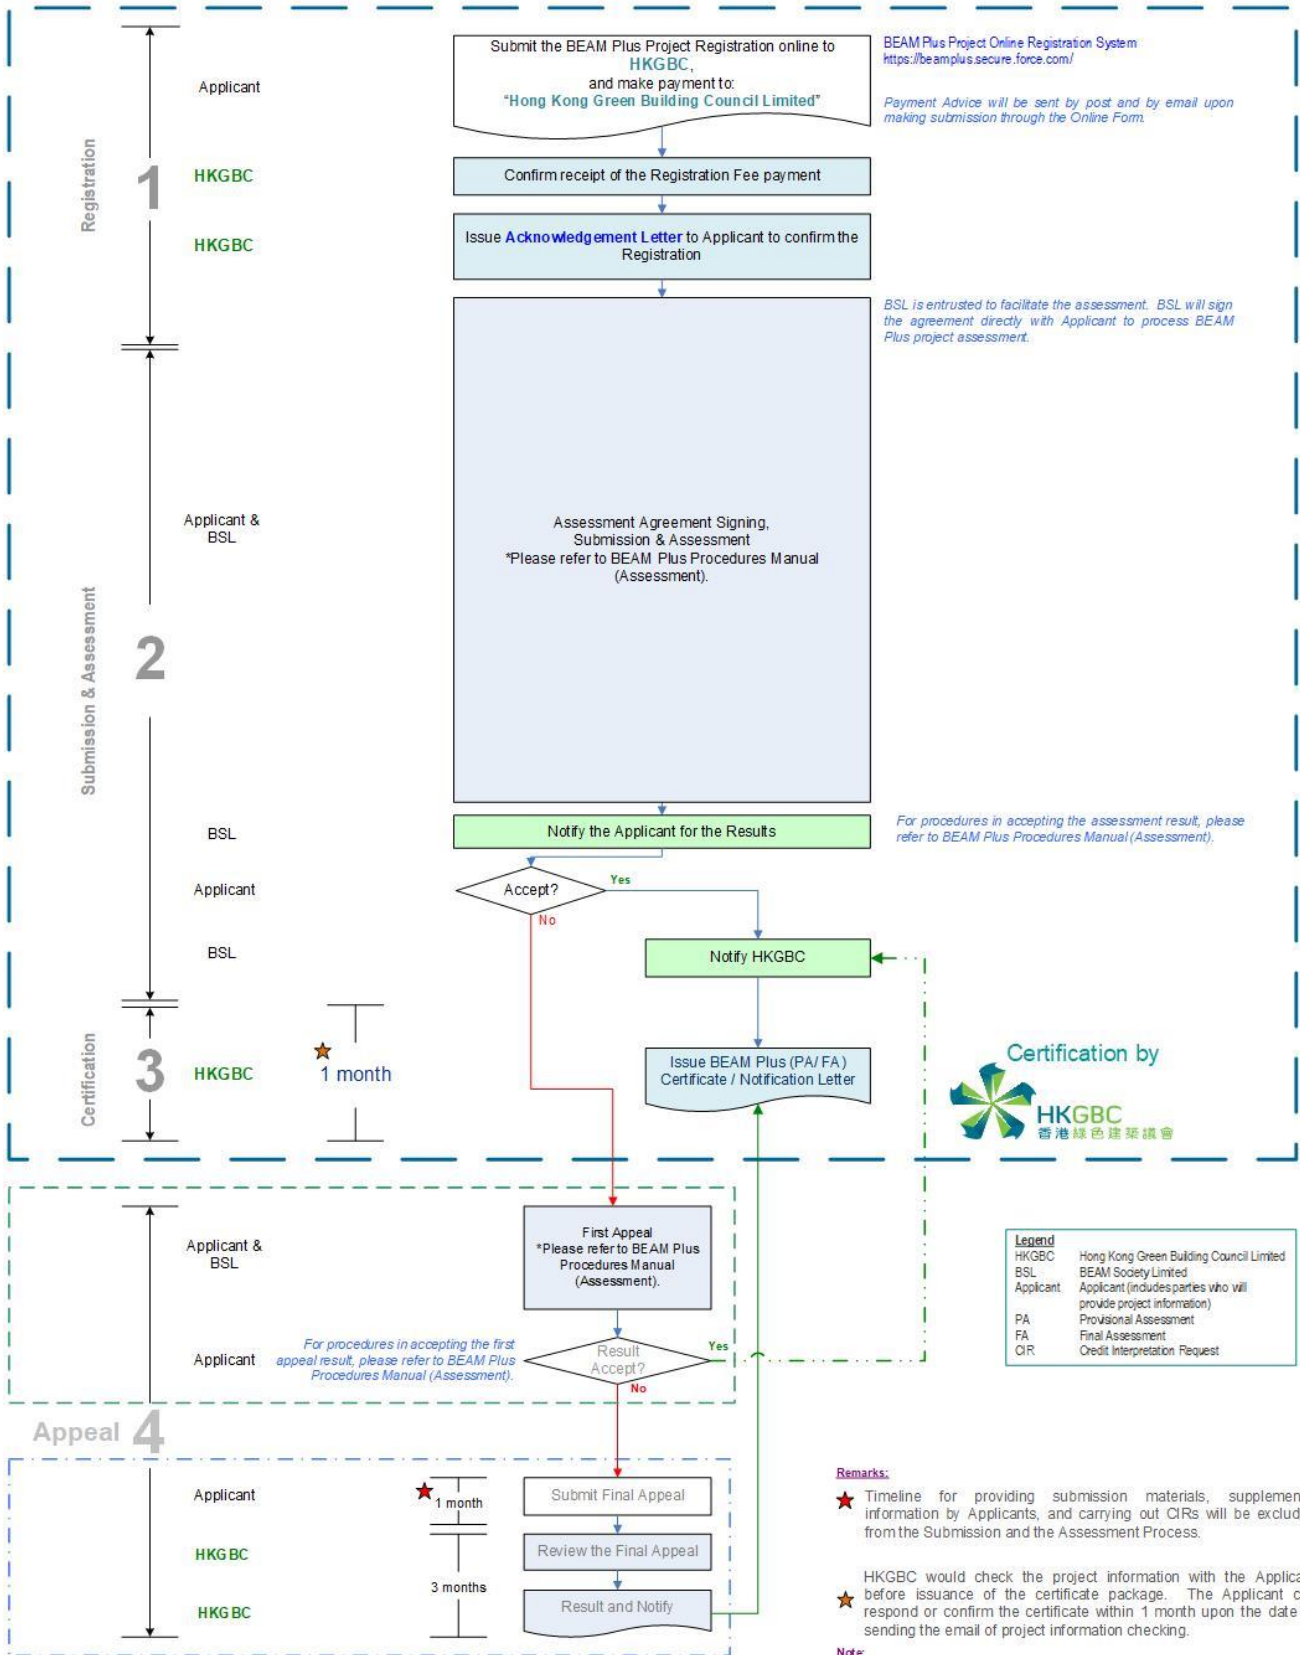 Submit the BEAM Plus Project Registration online to
HKGBC,
and make payment to:
"Hong Kong Green Building Council Limited"
BEAM Plus Project Online Registration System
https://beamplus.secure.force.com/
Payment Advice will be sent by post and by email upon
making submission through the Online Form.
Registration
1
Applicant
HKGBC
Confirm receipt of the Registration Fee payment
HKGBC
Issue Acknowledgement Letter to Applicant to confirm the
Registration
BSL is entrusted to facilitate the assessment. BSL will sign
the agreement directly with Applicant to process BEAM
Plus project assessment.
Submission & Assessment
2
Applicant &
BSL
Assessment Agreement Signing,
Submission & Assessment
*Please refer to BEAM Plus Procedures Manual
(Assessment).
BSL
Notify the Applicant for the Results
For procedures in accepting the assessment result, please
refer to BEAM Plus Procedures Manual (Assessment).
Applicant
Accept?
Yes
No
BSL
Notify HKGBC
Certification
3
HKGBC
1 month
Issue BEAM Plus (PA/ FA)
Certificate / Notification Letter
Certification by
HKGBC
香港綠色建築議會
Applicant &
BSL
First Appeal
*Please refer to BEAM Plus
Procedures Manual
(Assessment).
Legend
HKGBC Hong Kong Green Building Council Limited
BSL BEAM Society Limited
Applicant Applicant (includes parties who will
provide project information)
PA Provisional Assessment
FA Final Assessment
CIR Credit Interpretation Request
Applicant
For procedures in accepting the first
appeal result, please refer to BEAM Plus
Procedures Manual (Assessment).
Result
Accept?
Yes
No
Appeal 4
Applicant
1 month
Submit Final Appeal
HKGBC
Review the Final Appeal
3 months
HKGBC
Result and Notify
Remarks:
Timeline for providing submission materials, supplemen
information by Applicants, and carrying out CIRs will be exclud
from the Submission and the Assessment Process.
HKGBC would check the project information with the Applica
before issuance of the certificate package. The Applicant c
respond or confirm the certificate within 1 month upon the date
sending the email of project information checking.
Note: